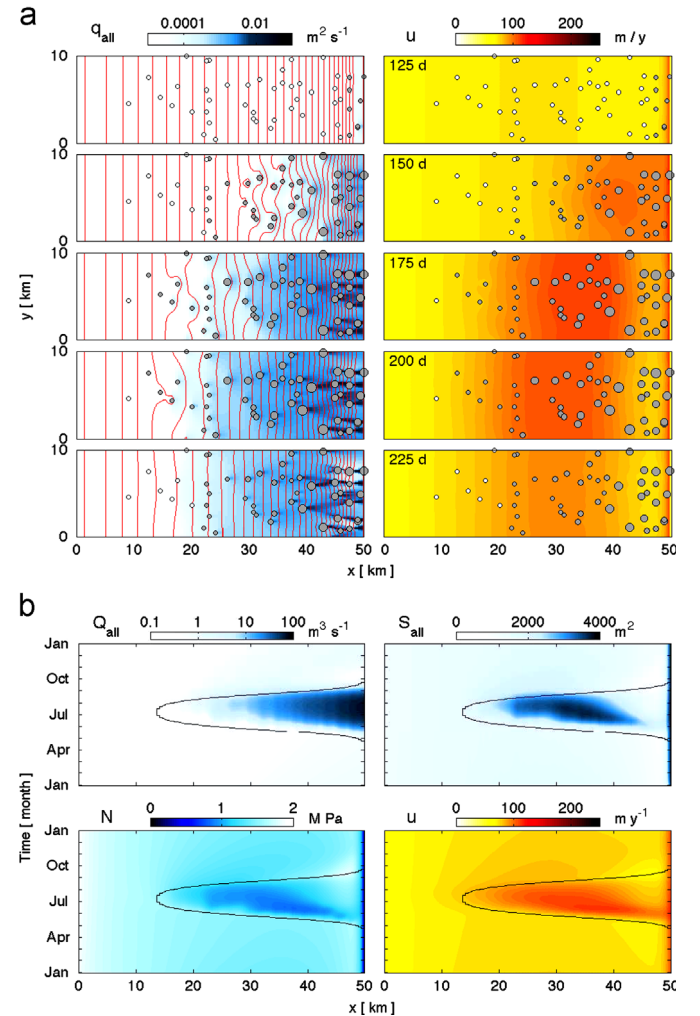 a
q_all 0.0001 0.01 m² s⁻¹
u 0 100 200 m / y
125 d
150 d
175 d
200 d
225 d
10
0
10
0
10
0
10
0
10
0
y [ km ]
0 10 20 30 40 50
x [ km ]
0 10 20 30 40 50
x [ km ]
b
Q_all 0.1 1 10 100 m³ s⁻¹
S_all 0 2000 4000 m²
Jan
Oct
Jul
Apr
Jan
N 0 1 2 M Pa
u 0 100 200 m y⁻¹
Jan
Oct
Jul
Apr
Jan
Time [ month ]
0 10 20 30 40 50
x [ km ]
0 10 20 30 40 50
x [ km ]